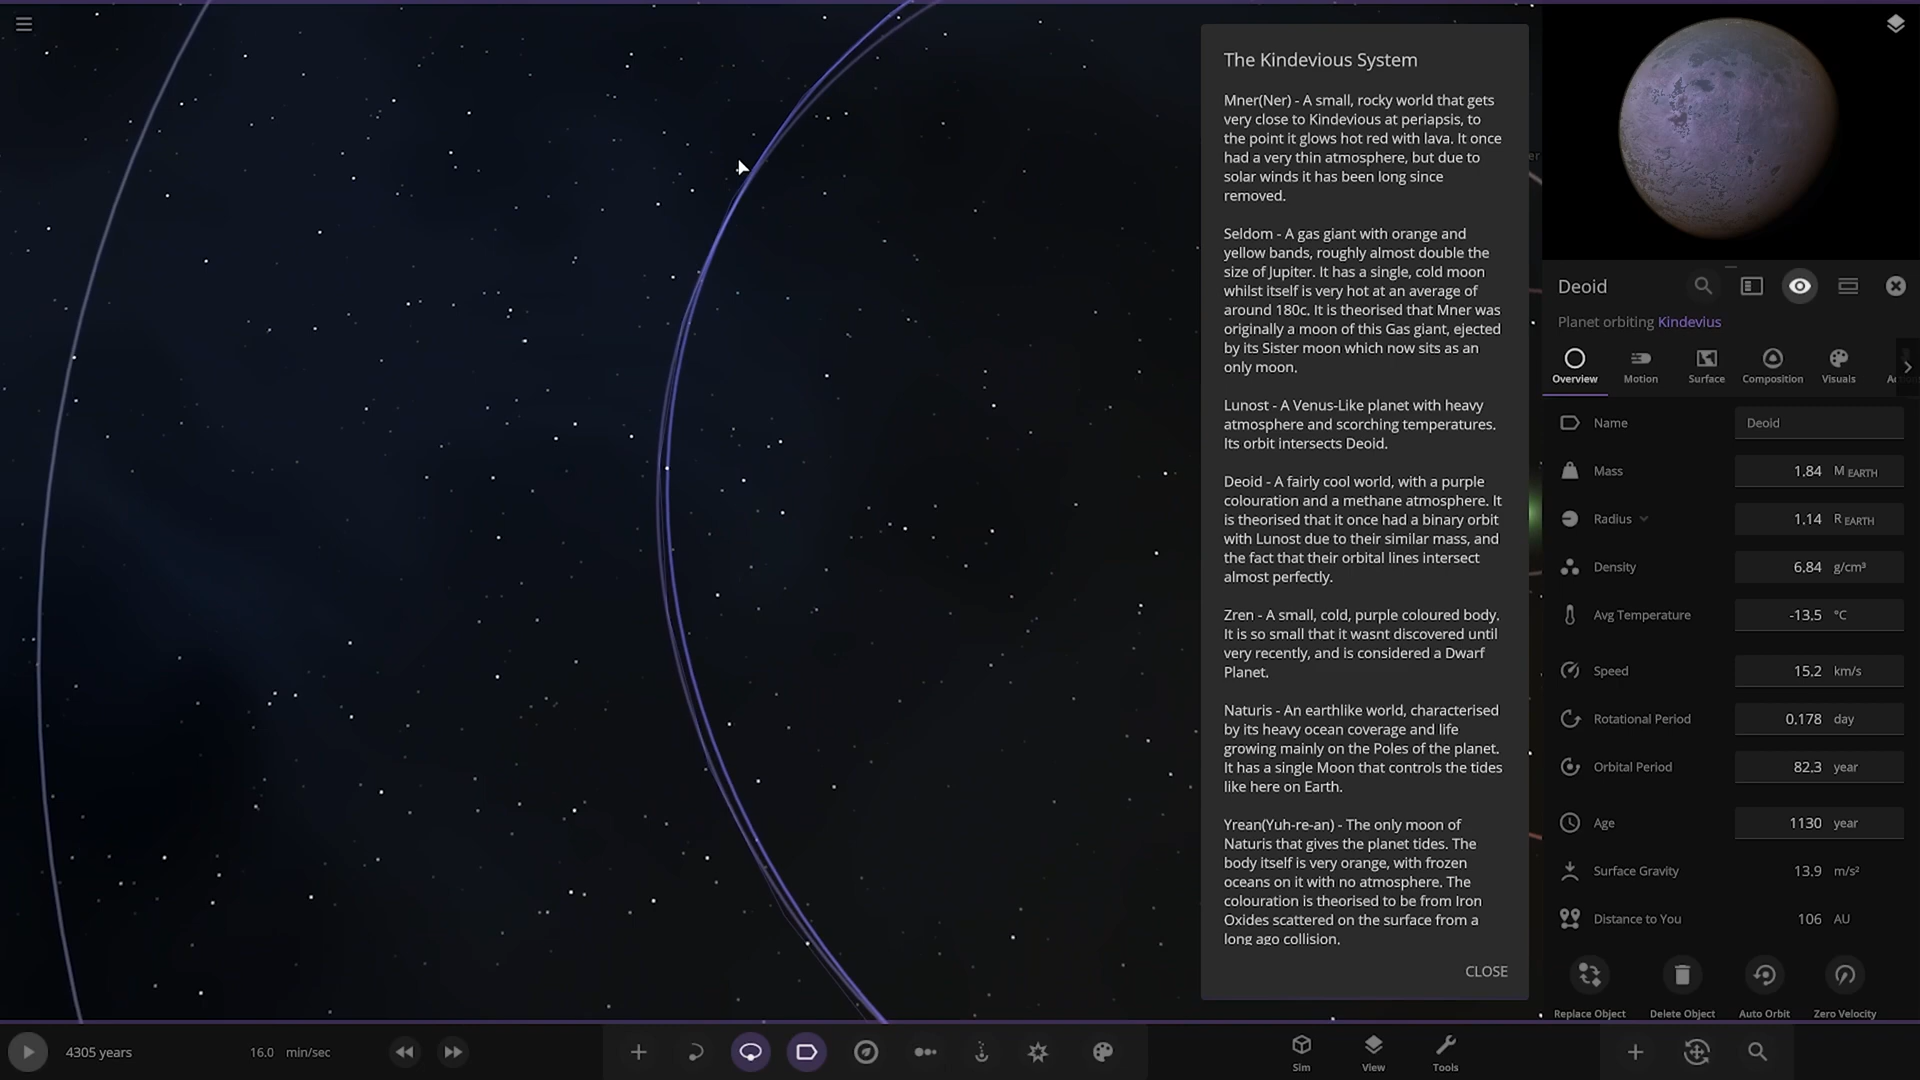 The Kindevious System
Mner(Ner) - A small, rocky world that gets
very close to Kindevious at periapsis, to
the point it glows hot red with lava. It once
had a very thin atmosphere, but due to
solar winds it has been long since
removed.
Seldom - A gas giant with orange and
yellow bands, roughly almost double the
size of Jupiter. It has a single, cold moon
whilst itself is very hot at an average of
around 180c. It is theorised that Mner was
originally a moon of this Gas giant, ejected
by its Sister moon which now sits as an
only moon.
Lunost - A Venus-Like planet with heavy
atmosphere and scorching temperatures.
Its orbit intersects Deoid.
Deoid - A fairly cool world, with a purple
colouration and a methane atmosphere. It
is theorised that it once had a binary orbit
with Lunost due to their similar mass, and
the fact that their orbital lines intersect
almost perfectly.
Zren - A small, cold, purple coloured body.
It is so small that it wasnt discovered until
very recently, and is considered a Dwarf
Planet.
Naturis - An earthlike world, characterised
by its heavy ocean coverage and life
growing mainly on the Poles of the planet.
It has a single Moon that controls the tides
like here on Earth.
Yrean(Yuh-re-an) - The only moon of
Naturis that gives the planet tides. The
body itself is very orange, with frozen
oceans on it with no atmosphere. The
colouration is theorised to be from Iron
Oxides scattered on the surface from a
long ago collision.
CLOSE
Deoid
Planet orbiting Kindevius
Overview Motion Surface Composition Visuals
Name Deoid
Mass 1.84 M EARTH
Radius 1.14 R EARTH
Density 6.84 g/cm³
Avg Temperature -13.5 °C
Speed 15.2 km/s
Rotational Period 0.178 day
Orbital Period 82.3 year
Age 1130 year
Surface Gravity 13.9 m/s²
Distance to You 106 AU
Replace Object Delete Object Auto Orbit Zero Velocity
4305 years 16.0 min/sec Sim View Tools